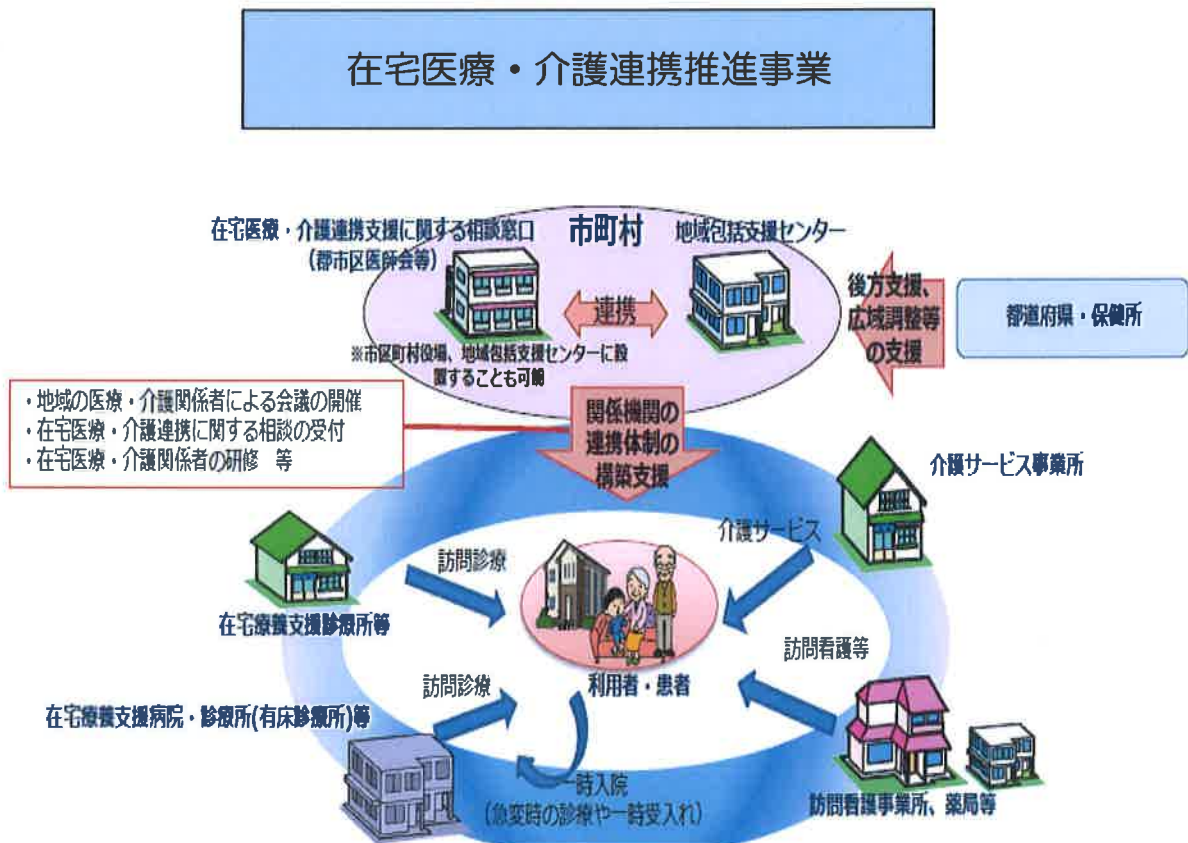 在宅医療・介護連携推進事業
在宅医療・介護連携支援に関する相談窓口
(郡市区医師会等)
市町村
地域包括支援センター
連携
※市区町村役場、地域包括支援センターに設
置することも可能
後方支援、
広域調整等
の支援
都道府県・保健所
・地域の医療・介護関係者による会議の開催
・在宅医療・介護連携に関する相談の受付
・在宅医療・介護関係者の研修 等
関係機関の
連携体制の
構築支援
介護サービス事業所
介護サービス
訪問診療
在宅療養支援診療所等
利用者・患者
訪問看護等
訪問診療
在宅療養支援病院・診療所(有床診療所)等
一時入院
(急変時の診療や一時受入れ)
訪問看護事業所、薬局等